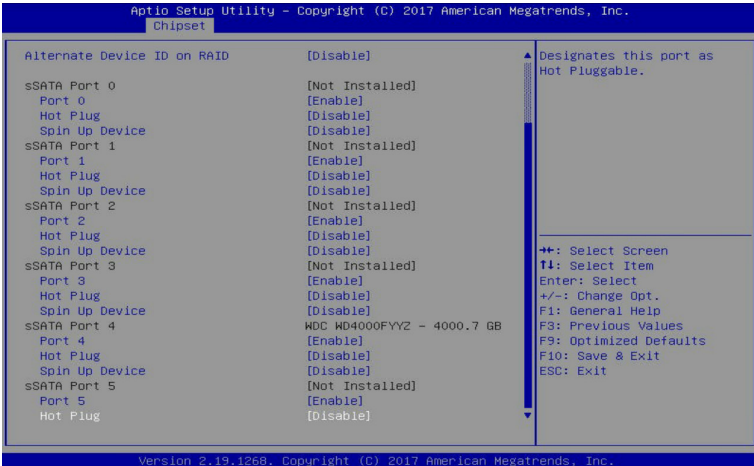 Aptio Setup Utility – Copyright (C) 2017 American Megatrends, Inc.
Chipset
Alternate Device ID on RAID [Disable]
sSATA Port 0 [Not Installed]
Port 0 [Enable]
Hot Plug [Disable]
Spin Up Device [Disable]
sSATA Port 1 [Not Installed]
Port 1 [Enable]
Hot Plug [Disable]
Spin Up Device [Disable]
sSATA Port 2 [Not Installed]
Port 2 [Enable]
Hot Plug [Disable]
Spin Up Device [Disable]
sSATA Port 3 [Not Installed]
Port 3 [Enable]
Hot Plug [Disable]
Spin Up Device [Disable]
sSATA Port 4 WDC WD4000FYYZ – 4000.7 GB
Port 4 [Enable]
Hot Plug [Disable]
Spin Up Device [Disable]
sSATA Port 5 [Not Installed]
Port 5 [Enable]
Hot Plug [Disable]
Designates this port as
Hot Pluggable.
→←: Select Screen
↑↓: Select Item
Enter: Select
+/-: Change Opt.
F1: General Help
F3: Previous Values
F9: Optimized Defaults
F10: Save & Exit
ESC: Exit
Version 2.19.1268. Copyright (C) 2017 American Megatrends, Inc.